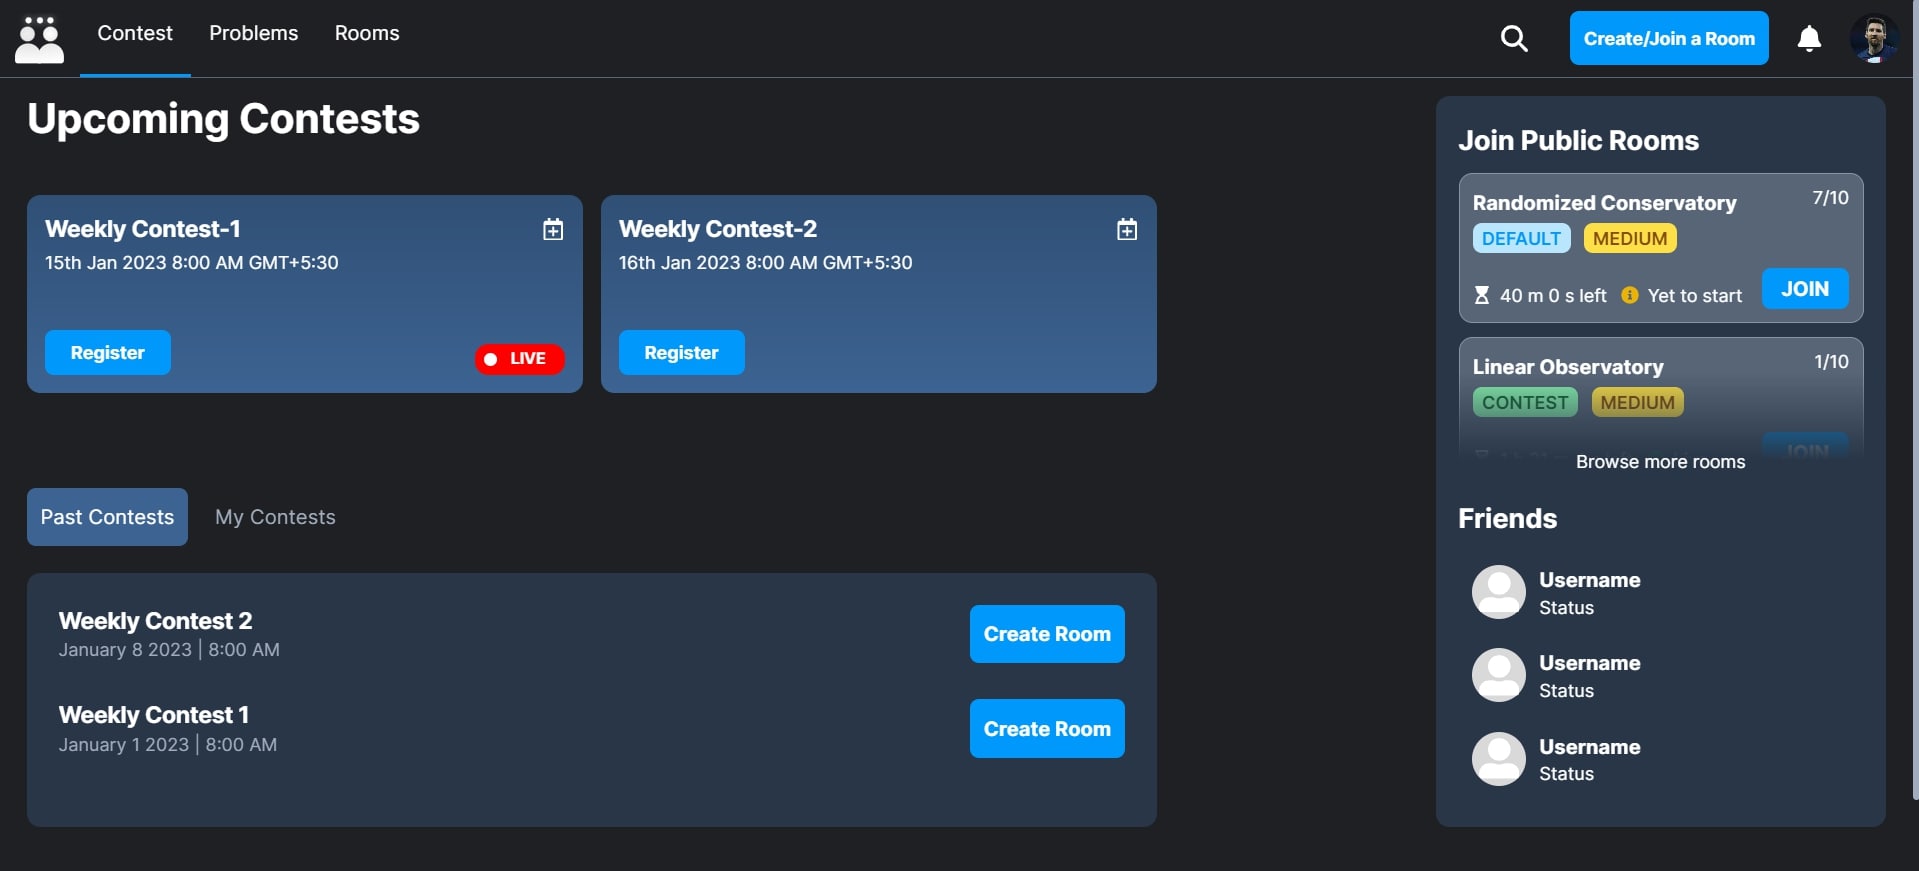 Contest
Problems
Rooms
Create/Join a Room
Upcoming Contests
Weekly Contest-1
15th Jan 2023 8:00 AM GMT+5:30
Register
LIVE
Weekly Contest-2
16th Jan 2023 8:00 AM GMT+5:30
Register
Past Contests
My Contests
Weekly Contest 2
January 8 2023 | 8:00 AM
Create Room
Weekly Contest 1
January 1 2023 | 8:00 AM
Create Room
Join Public Rooms
Randomized Conservatory
7/10
DEFAULT
MEDIUM
40 m 0 s left
Yet to start
JOIN
Linear Observatory
1/10
CONTEST
MEDIUM
JOIN
Browse more rooms
Friends
Username
Status
Username
Status
Username
Status